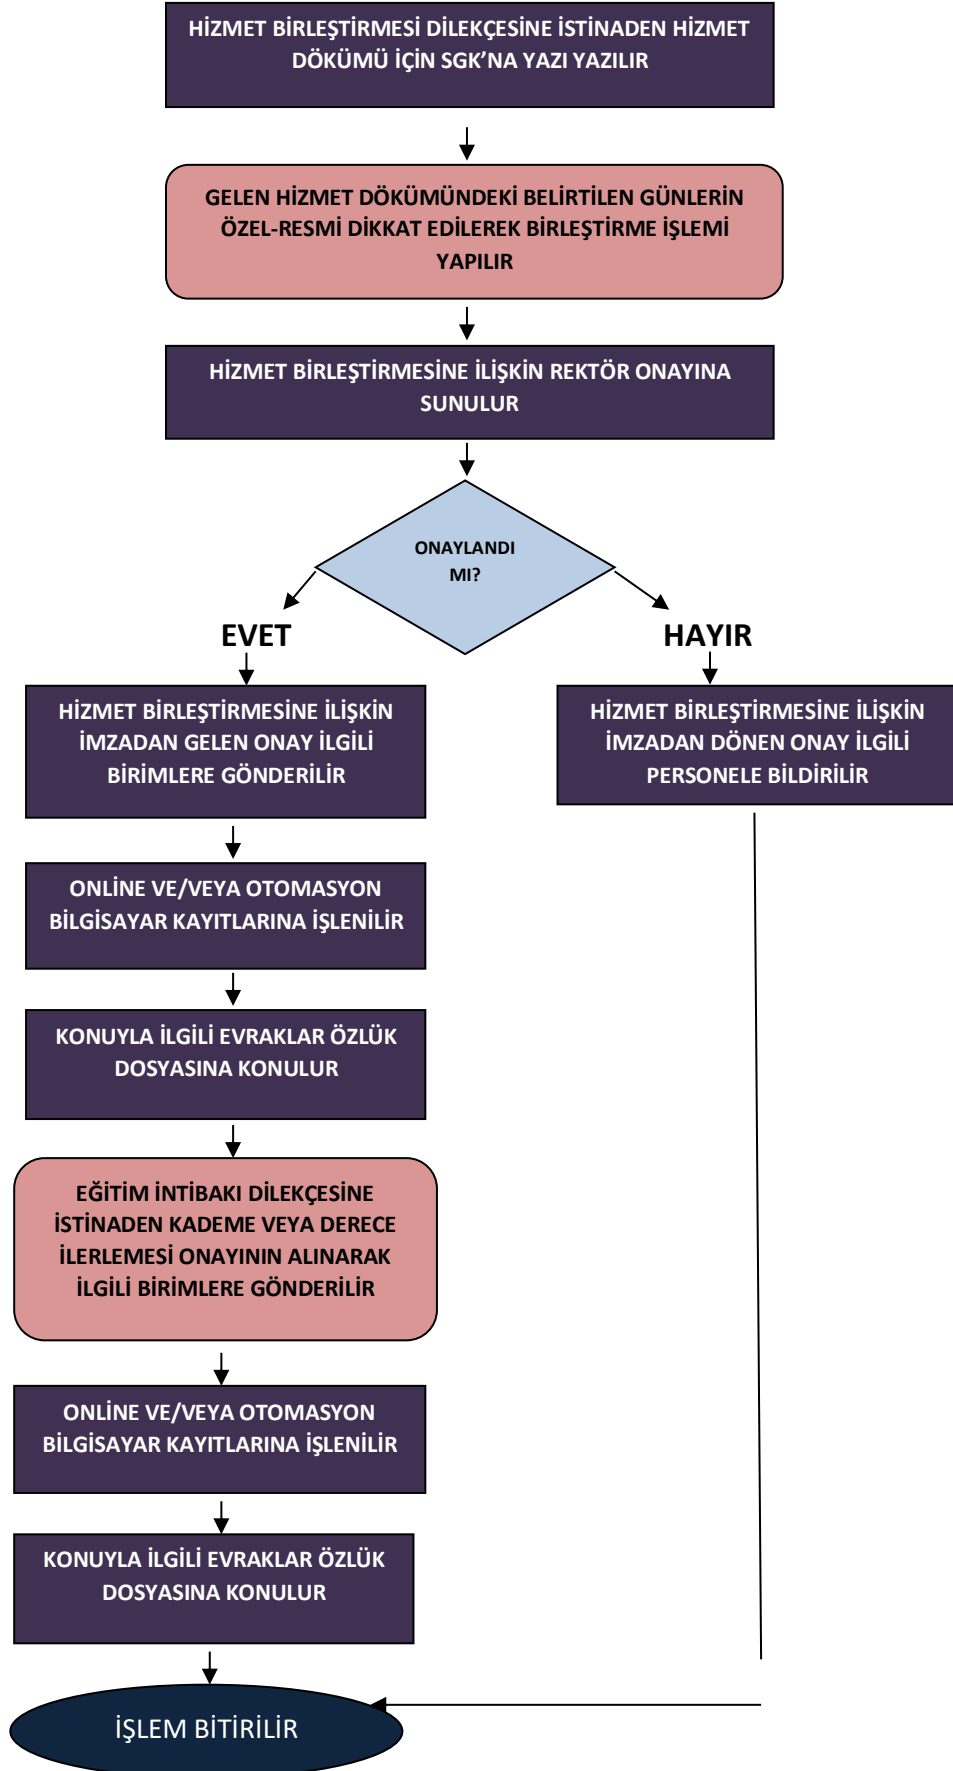 HİZMET BİRLEŞTİRMESİ DİLEKÇESİNE İSTİNADEN HİZMET
DÖKÜMÜ İÇİN SGK’NA YAZI YAZILIR
GELEN HİZMET DÖKÜMÜNDEKİ BELİRTİLEN GÜNLERİN
ÖZEL-RESMİ DİKKAT EDİLEREK BİRLEŞTİRME İŞLEMİ
YAPILIR
HİZMET BİRLEŞTİRMESİNE İLİŞKİN REKTÖR ONAYINA
SUNULUR
ONAYLANDI
MI?
EVET
HİZMET BİRLEŞTİRMESİNE İLİŞKİN
İMZADAN GELEN ONAY İLGİLİ
BİRİMLERE GÖNDERİLİR
ONLİNE VE/VEYA OTOMASYON
BİLGİSAYAR KAYITLARINA İŞLENİLİR
KONUYLA İLGİLİ EVRAKLAR ÖZLÜK
DOSYASINA KONULUR
EĞİTİM İNTİBAKI DİLEKÇESİNE
İSTİNADEN KADEME VEYA DERECE
İLERLEMESİ ONAYININ ALINARAK
İLGİLİ BİRİMLERE GÖNDERİLİR
ONLİNE VE/VEYA OTOMASYON
BİLGİSAYAR KAYITLARINA İŞLENİLİR
KONUYLA İLGİLİ EVRAKLAR ÖZLÜK
DOSYASINA KONULUR
HAYIR
HİZMET BİRLEŞTİRMESİNE İLİŞKİN
İMZADAN DÖNEN ONAY İLGİLİ
PERSONELE BİLDİRİLİR
İŞLEM BİTİRİLİR